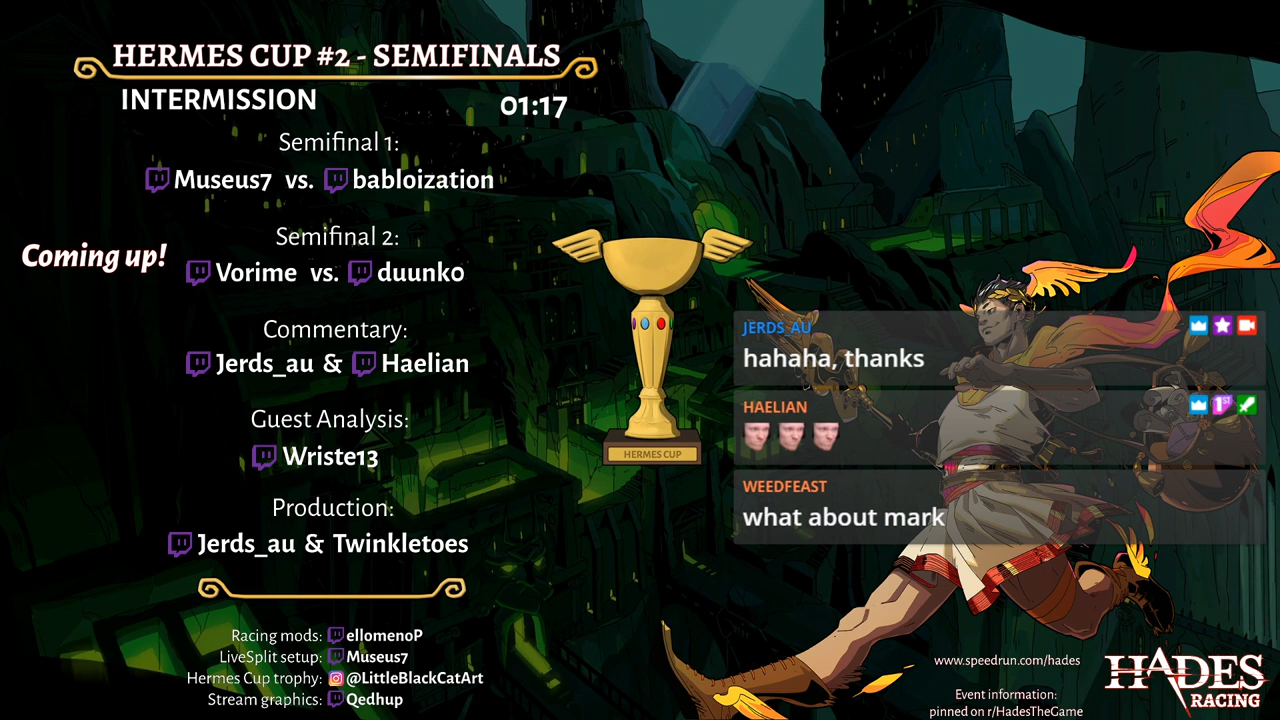 HERMES CUP #2 - SEMIFINALS
INTERMISSION
01:17
Semifinal 1:
Museus7 vs. babloization
Semifinal 2:
Coming up!
Vorime vs. duunko
Commentary:
Jerds_au & Haelian
Guest Analysis:
Wriste13
Production:
Jerds_au & Twinkletoes
Racing mods: ellomenoP
LiveSplit setup: Museus7
Hermes Cup trophy: @LittleBlackCatArt
Stream graphics: Qedhup
HERMES CUP
JERDS_AU
hahaha, thanks
HAELIAN
1ST
WEEDFEAST
what about mark
www.speedrun.com/hades
Event information:
pinned on r/HadesTheGame
HADES
RACING